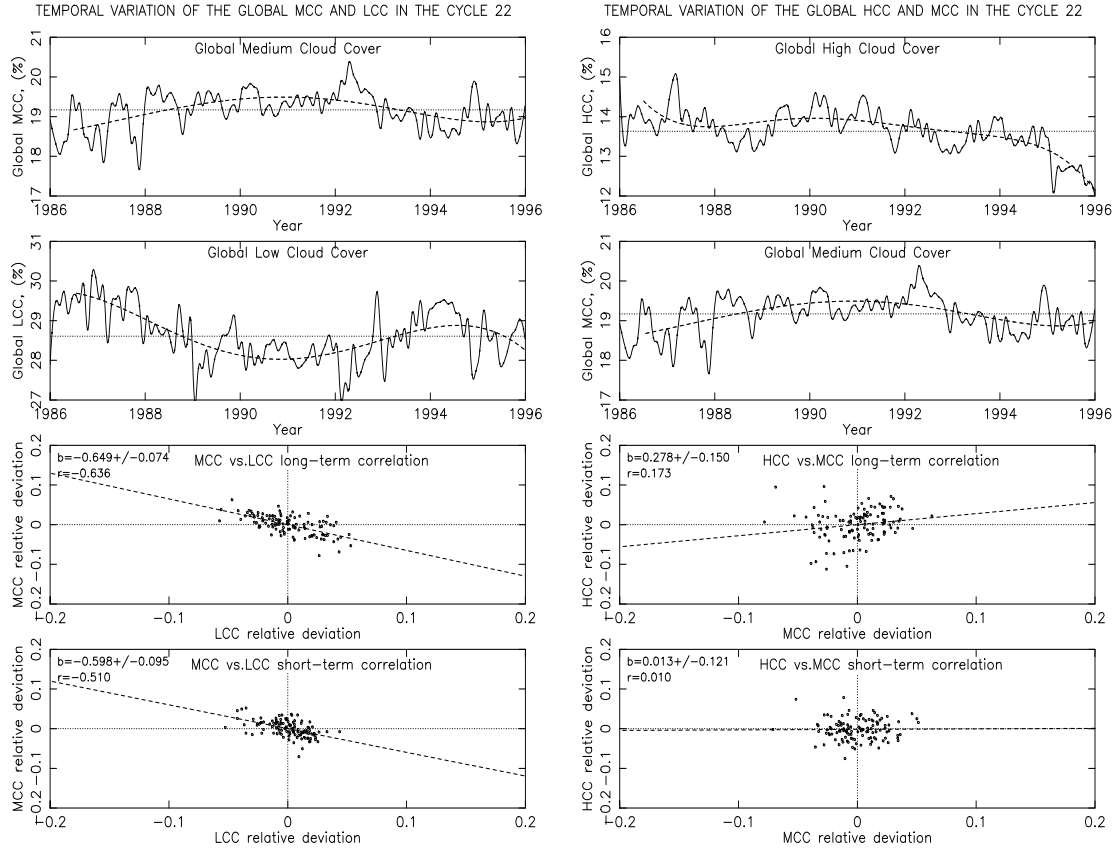 TEMPORAL VARIATION OF THE GLOBAL MCC AND LCC IN THE CYCLE 22
Global Medium Cloud Cover
Global MCC, (%)
21
20
19
18
17
1986
1988
1990
1992
1994
1996
Year
Global Low Cloud Cover
Global LCC, (%)
31
30
29
28
27
1986
1988
1990
1992
1994
1996
Year
MCC vs.LCC long-term correlation
b=-0.649+/-0.074
r=-0.636
MCC relative deviation
0.2
0.1
0
-0.1
-0.2
-0.2
-0.1
0
0.1
0.2
LCC relative deviation
MCC vs.LCC short-term correlation
b=-0.598+/-0.095
r=-0.510
MCC relative deviation
0.2
0.1
0
-0.1
-0.2
-0.2
-0.1
0
0.1
0.2
LCC relative deviation
TEMPORAL VARIATION OF THE GLOBAL HCC AND MCC IN THE CYCLE 22
Global High Cloud Cover
Global HCC, (%)
16
15
14
13
12
1986
1988
1990
1992
1994
1996
Year
Global Medium Cloud Cover
Global MCC, (%)
21
20
19
18
17
1986
1988
1990
1992
1994
1996
Year
HCC vs.MCC long-term correlation
b=0.278+/-0.150
r=0.173
HCC relative deviation
0.2
0.1
0
-0.1
-0.2
-0.2
-0.1
0
0.1
0.2
MCC relative deviation
HCC vs.MCC short-term correlation
b=0.013+/-0.121
r=0.010
HCC relative deviation
0.2
0.1
0
-0.1
-0.2
-0.2
-0.1
0
0.1
0.2
MCC relative deviation